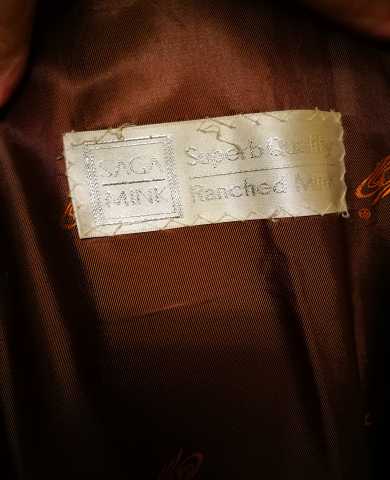 SAGA
MINK
Superb Quality
Ranched Mink